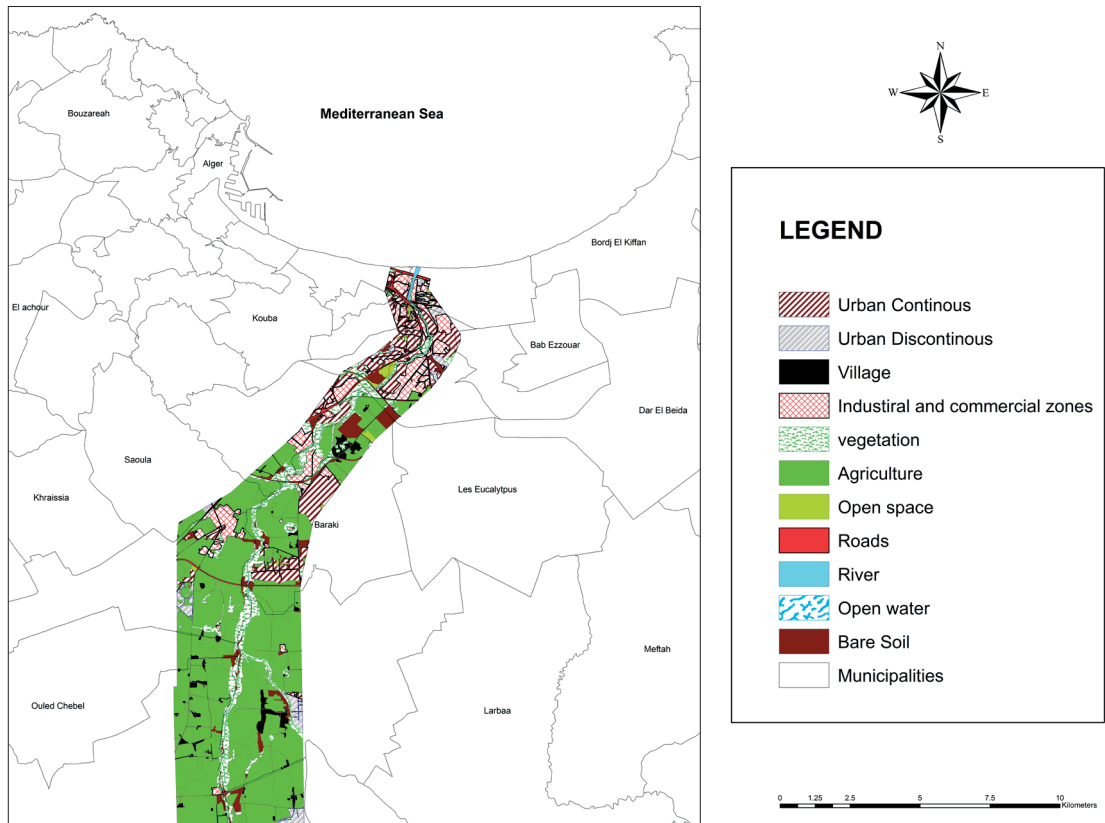 Mediterranean Sea
Bouzareah
Alger
Bordj El Kiffan
El achour
Kouba
Bab Ezzouar
Dar El Beida
Saoula
Khraissia
Les Eucalytpus
Baraki
Meftah
Ouled Chebel
Larbaa
N
W
E
S
LEGEND
Urban Continous
Urban Discontinous
Village
Industiral and commercial zones
vegetation
Agriculture
Open space
Roads
River
Open water
Bare Soil
Municipalities
0 1.25 2.5 5 7.5 10
Kilometers